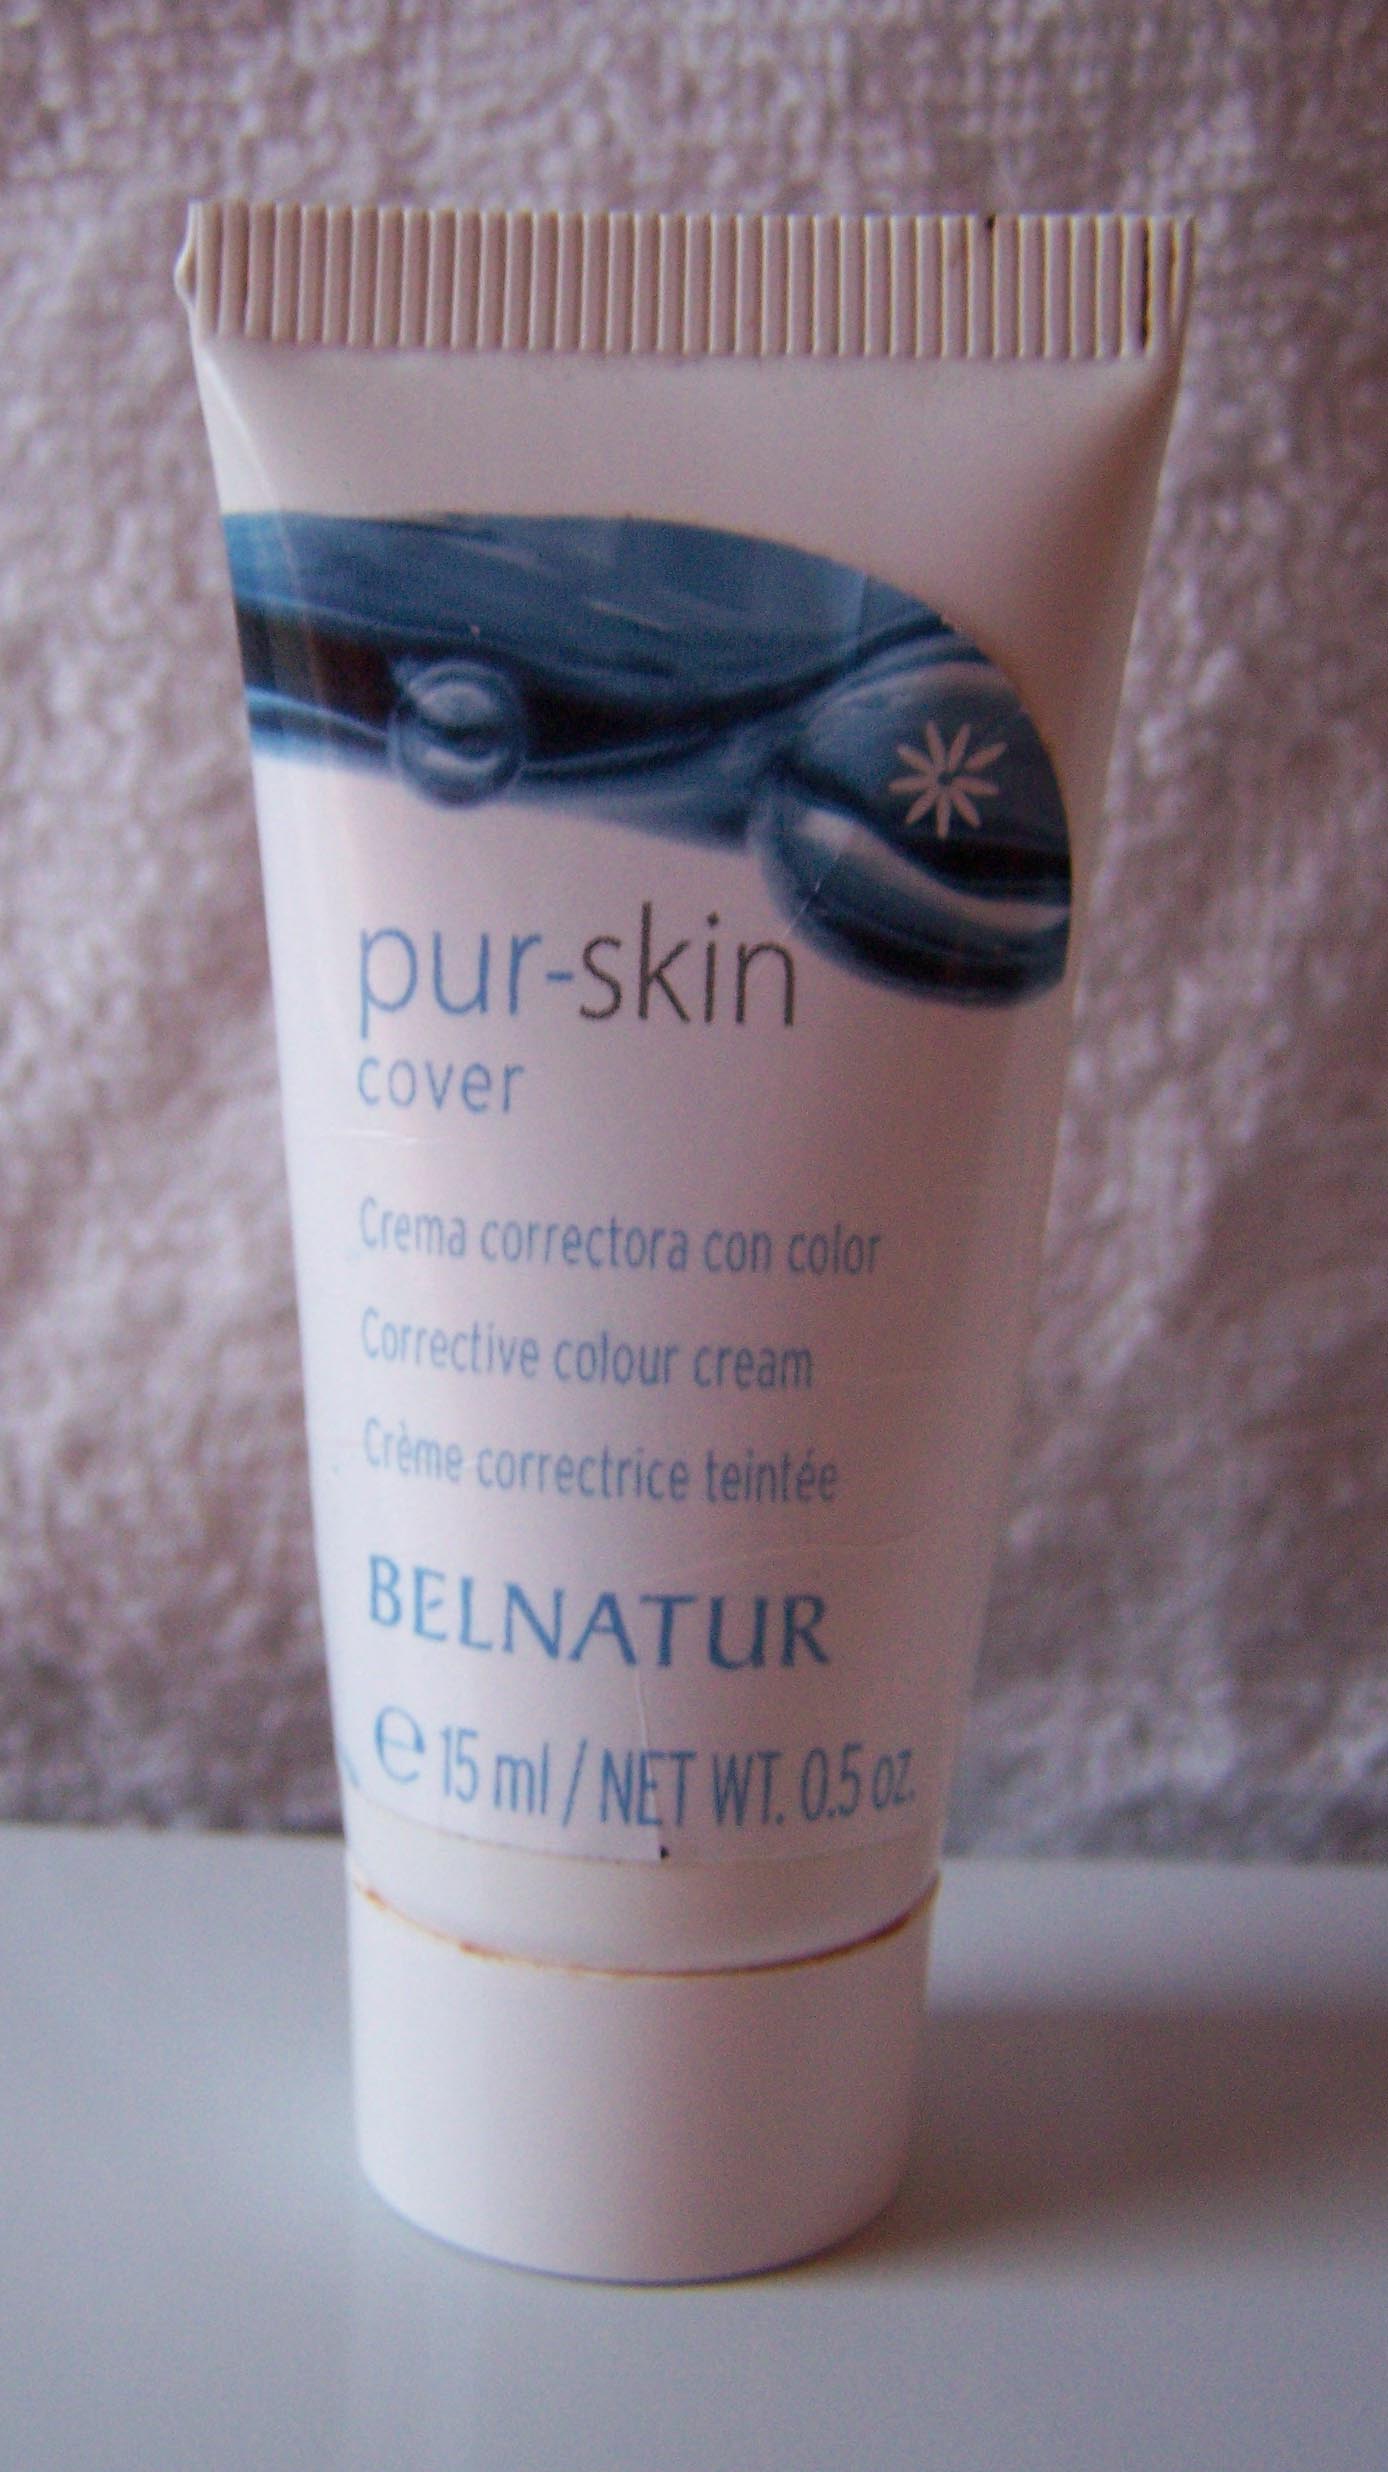 pur-skin
cover
Crema correctora con color
Corrective colour cream
Crème correctrice teintée
BELNATUR
℮ 15 ml / NET WT. 0.5 oz.